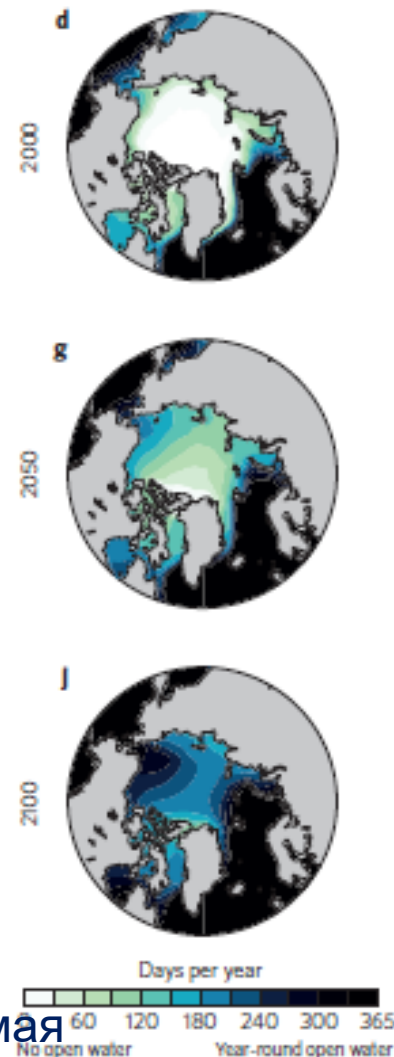 d
2000
g
2050
j
2100
Days per year
60 120 180 240 300 365
мая
No open water Year-round open water